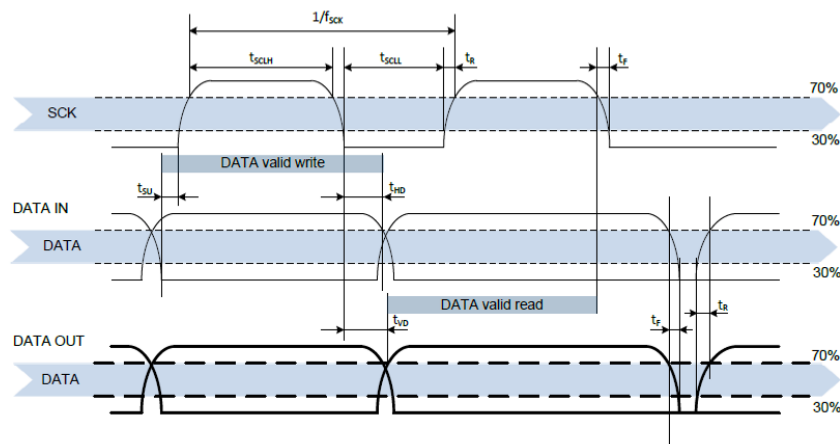 1/fSCK
tSCLH tSCLL tR tF
70%
SCK
30%
DATA valid write
tSU tHD
DATA IN
70%
DATA
30%
DATA valid read
tVD tF tR
DATA OUT
70%
DATA
30%